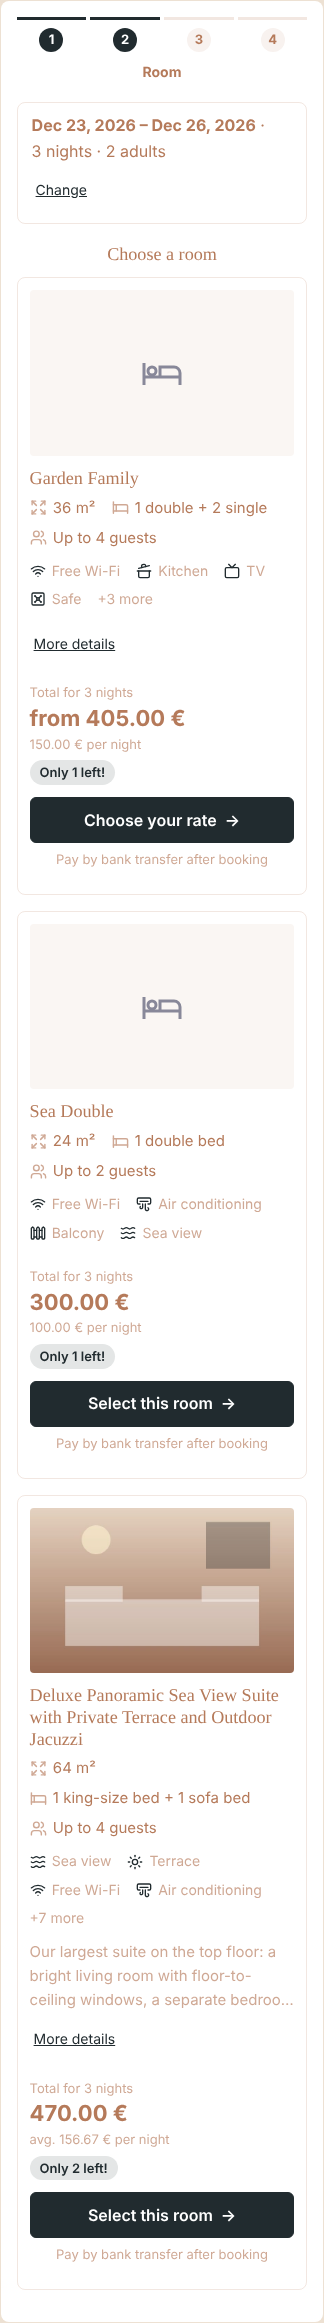 1 2 3 4
Room
Dec 23, 2026 – Dec 26, 2026 ·
3 nights · 2 adults
Change
Choose a room
Garden Family
36 m² 1 double + 2 single
Up to 4 guests
Free Wi-Fi Kitchen TV
Safe +3 more
More details
Total for 3 nights
from 405.00 €
150.00 € per night
Only 1 left!
Choose your rate →
Pay by bank transfer after booking
Sea Double
24 m² 1 double bed
Up to 2 guests
Free Wi-Fi Air conditioning
Balcony Sea view
Total for 3 nights
300.00 €
100.00 € per night
Only 1 left!
Select this room →
Pay by bank transfer after booking
Deluxe Panoramic Sea View Suite
with Private Terrace and Outdoor
Jacuzzi
64 m²
1 king-size bed + 1 sofa bed
Up to 4 guests
Sea view Terrace
Free Wi-Fi Air conditioning
+7 more
Our largest suite on the top floor: a
bright living room with floor-to-
ceiling windows, a separate bedroo...
More details
Total for 3 nights
470.00 €
avg. 156.67 € per night
Only 2 left!
Select this room →
Pay by bank transfer after booking